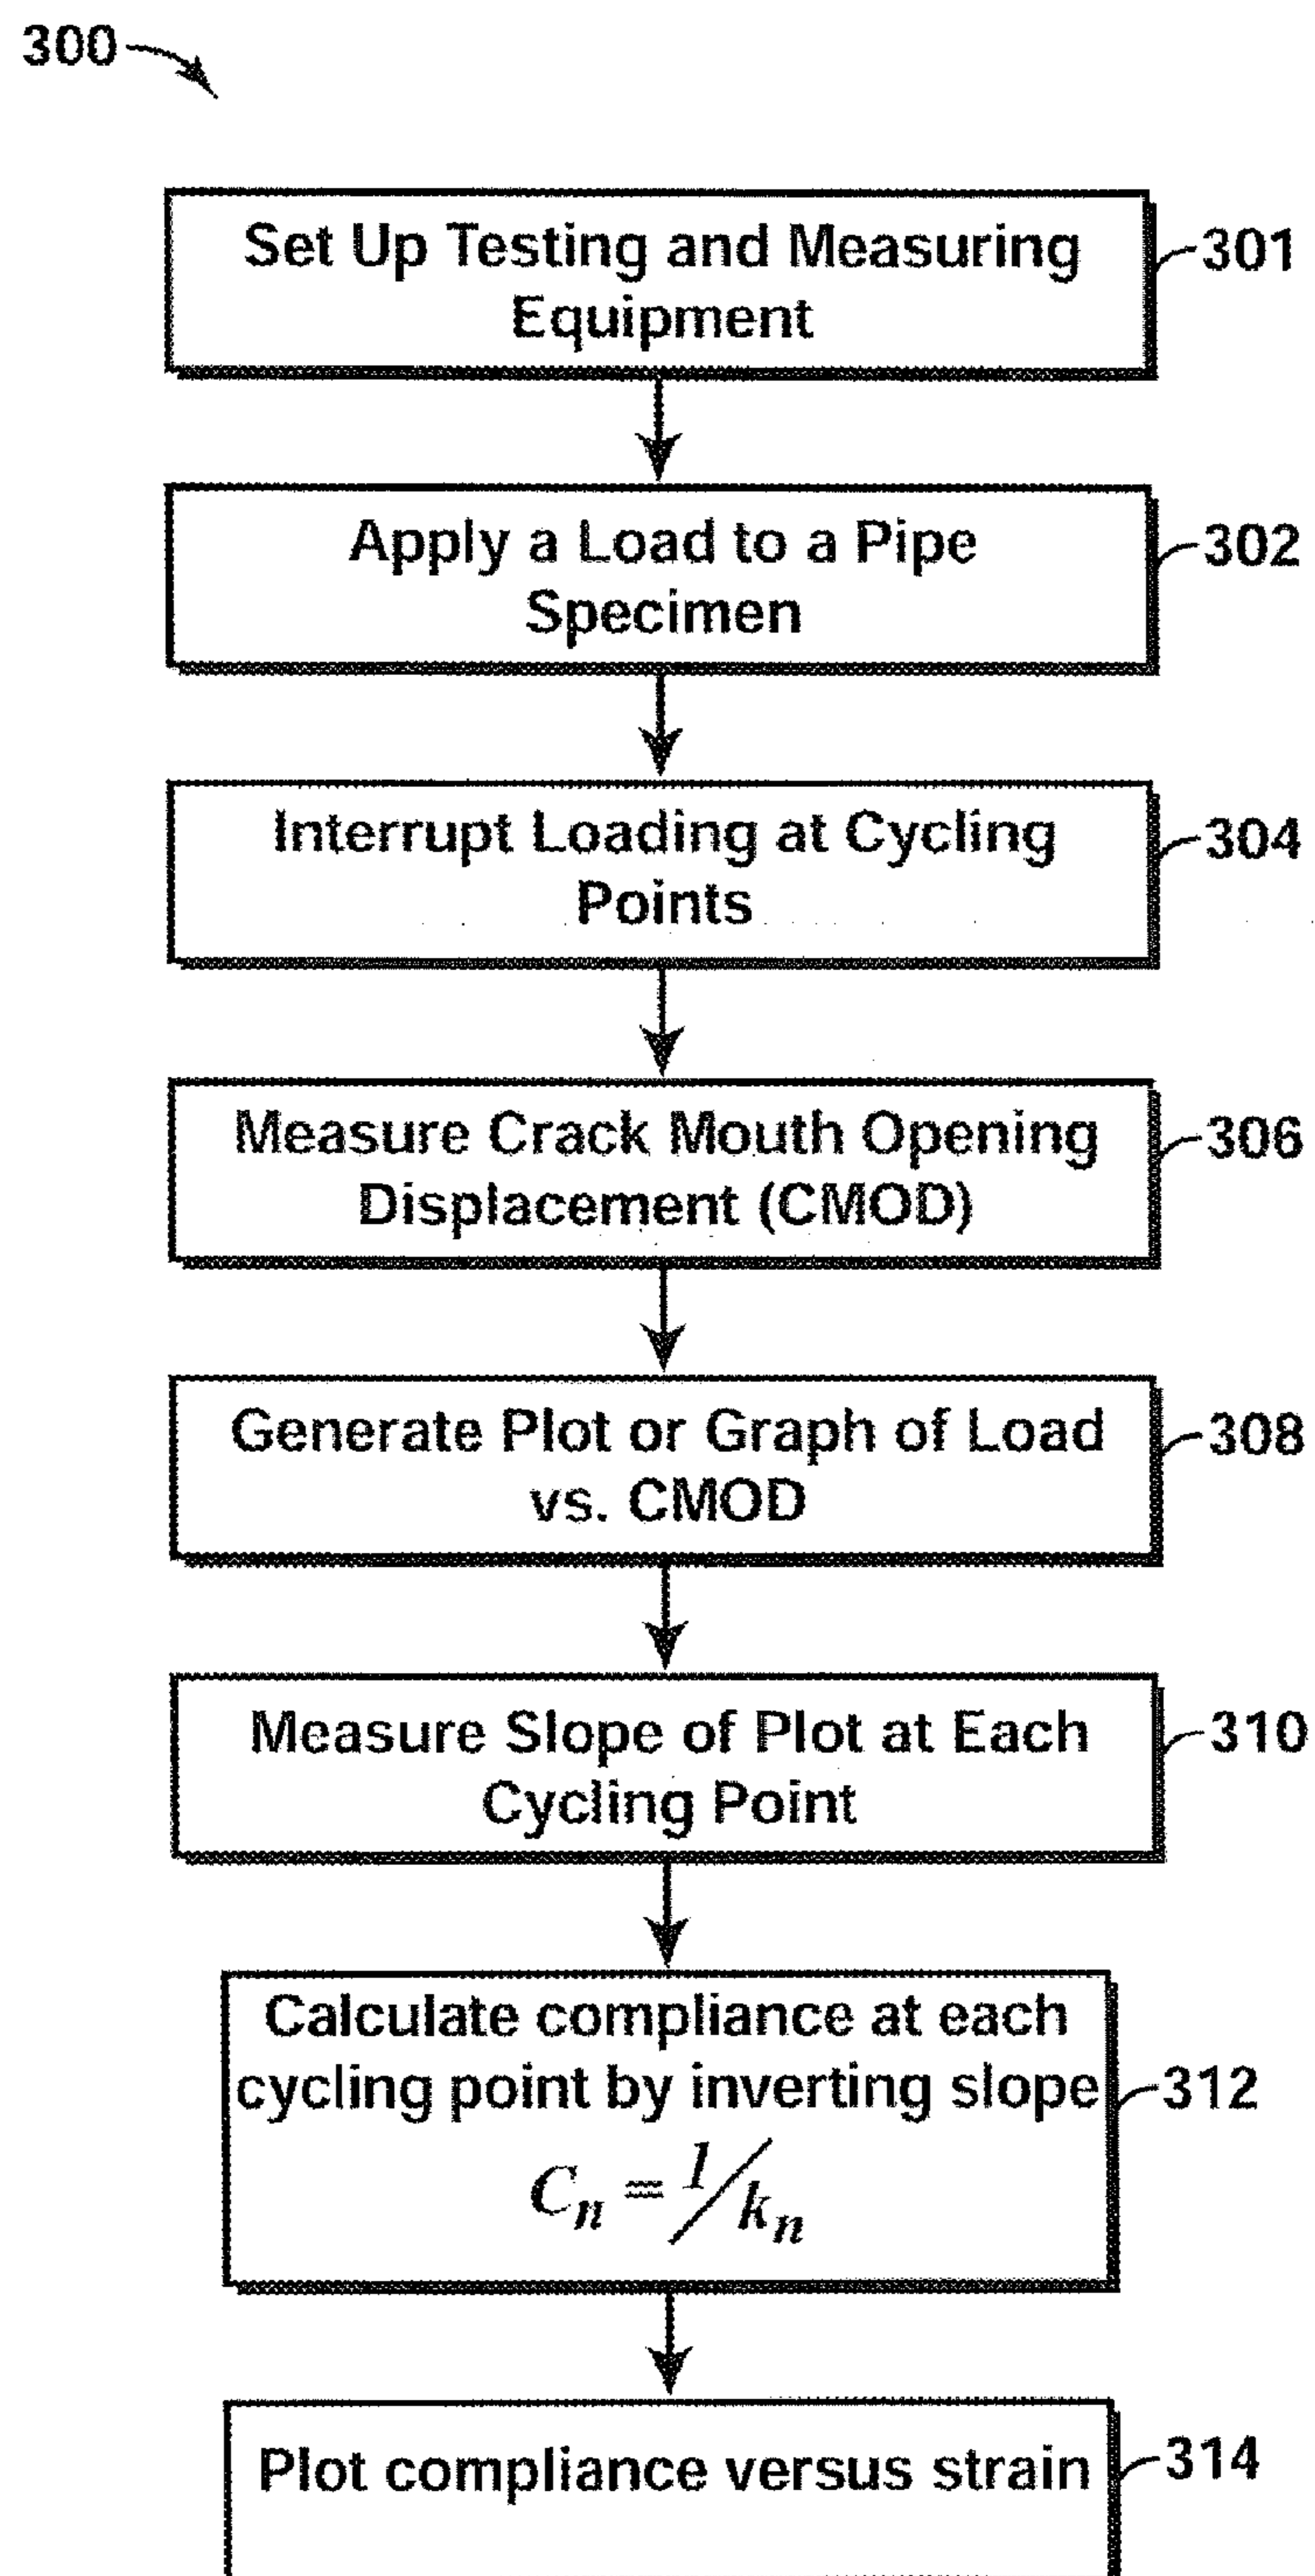 300
Set Up Testing and Measuring
Equipment
301
Apply a Load to a Pipe
Specimen
302
Interrupt Loading at Cycling
Points
304
Measure Crack Mouth Opening
Displacement (CMOD)
306
Generate Plot or Graph of Load
vs. CMOD
308
Measure Slope of Plot at Each
Cycling Point
310
Calculate compliance at each
cycling point by inverting slope
Cn = 1/kn
312
Plot compliance versus strain
314